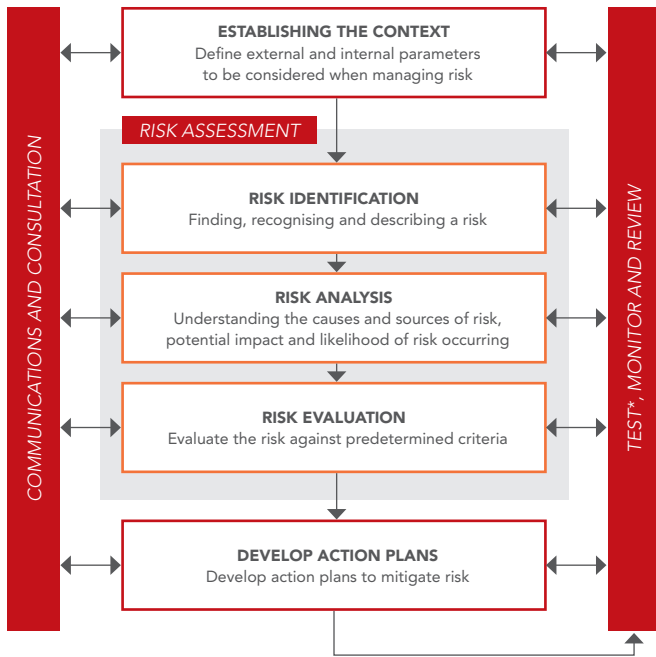 ESTABLISHING THE CONTEXT
Define external and internal parameters
to be considered when managing risk
RISK ASSESSMENT
RISK IDENTIFICATION
Finding, recognising and describing a risk
RISK ANALYSIS
Understanding the causes and sources of risk,
potential impact and likelihood of risk occurring
RISK EVALUATION
Evaluate the risk against predetermined criteria
DEVELOP ACTION PLANS
Develop action plans to mitigate risk
COMMUNICATIONS AND CONSULTATION
TEST*, MONITOR AND REVIEW